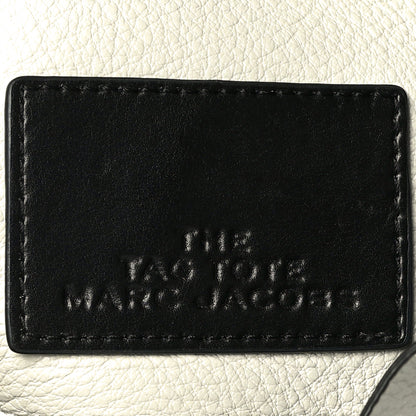 THE
TAG TOTE
MARC JACOBS